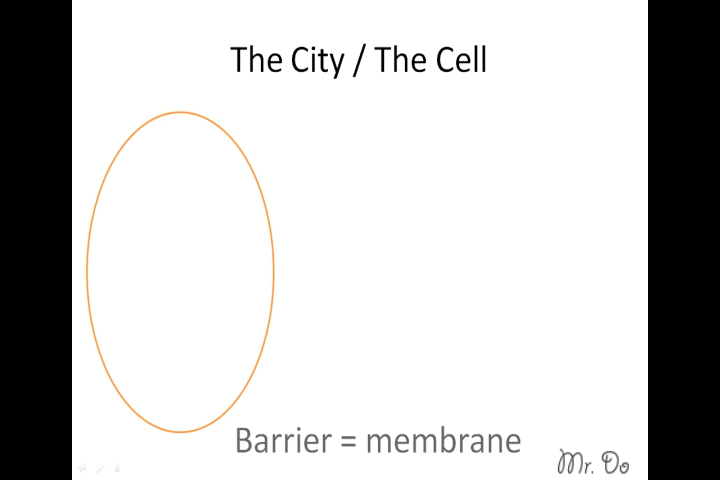 The City / The Cell
Barrier = membrane
Mr. Do